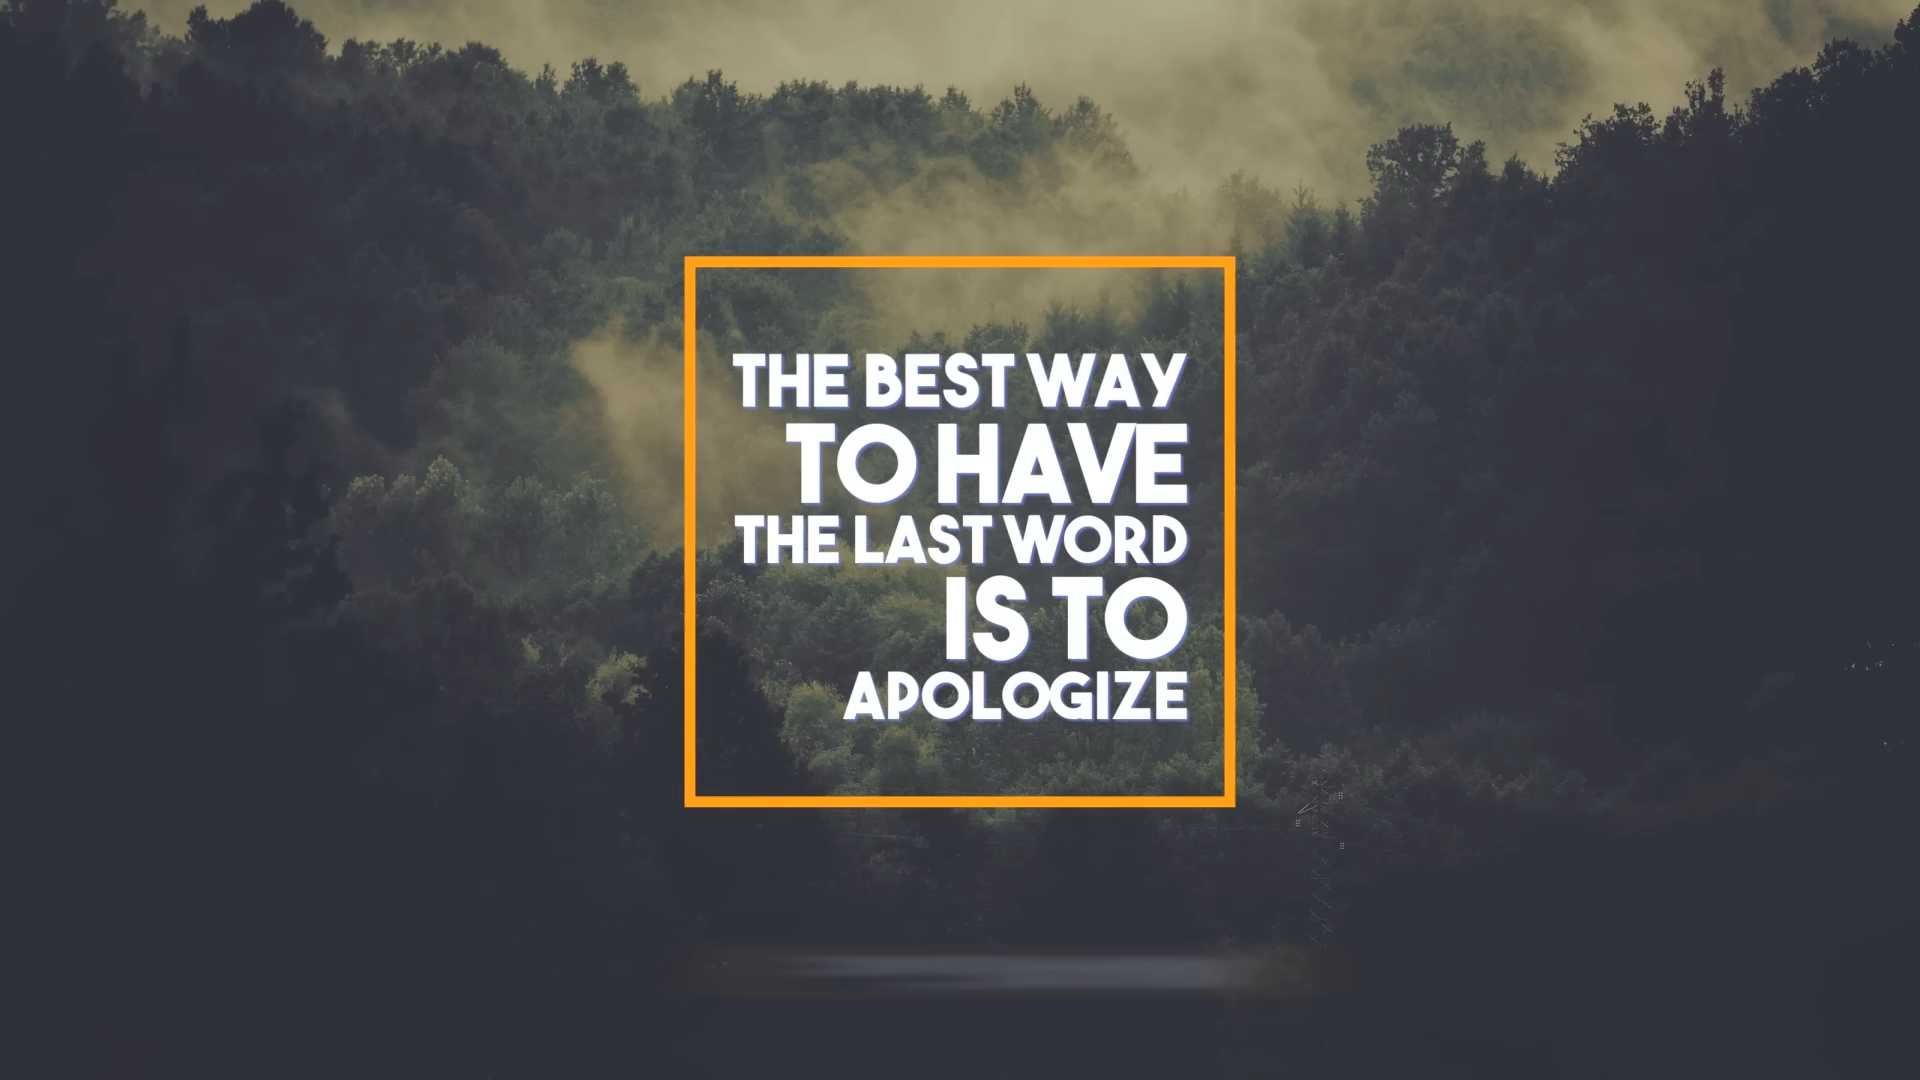 THE BEST WAY
TO HAVE
THE LAST WORD
IS TO
APOLOGIZE